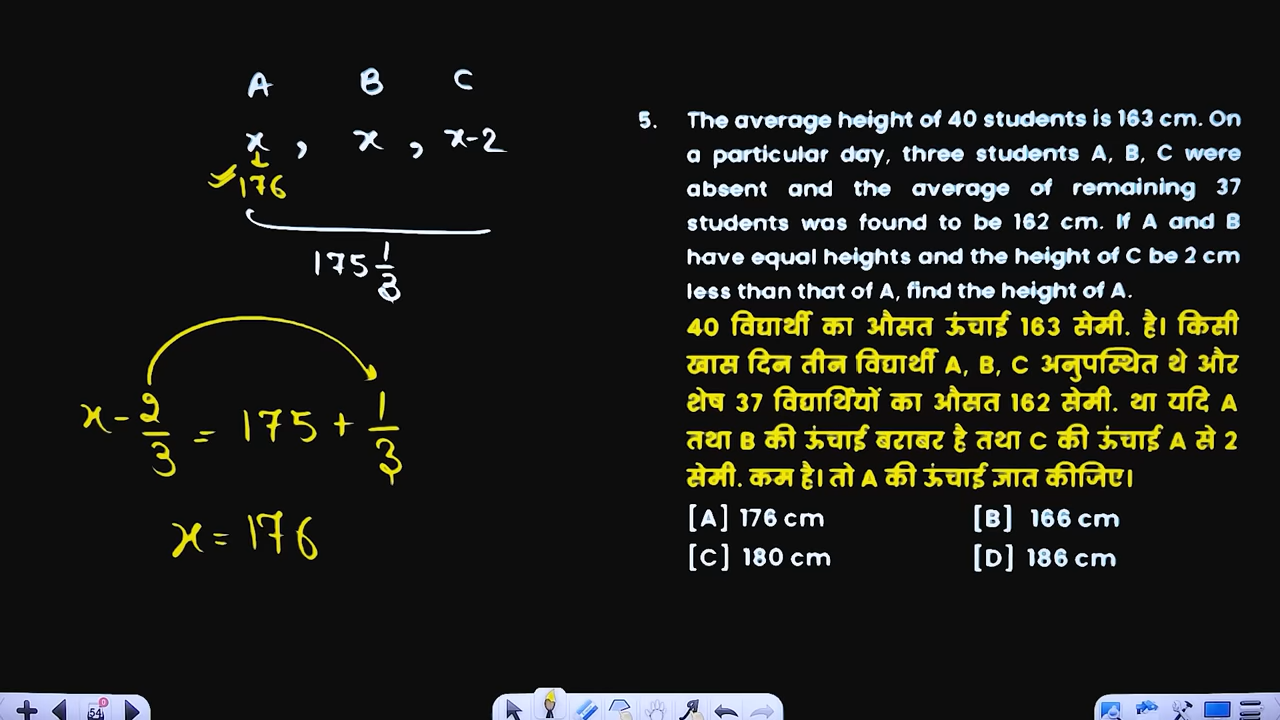 A B C
x , x , x-2
176
175 1/3
x - 2/3 = 175 + 1/3
x = 176
5. The average height of 40 students is 163 cm. On
a particular day, three students A, B, C were
absent and the average of remaining 37
students was found to be 162 cm. If A and B
have equal heights and the height of C be 2 cm
less than that of A, find the height of A.
40 विद्यार्थी का औसत ऊंचाई 163 सेमी. है। किसी
खास दिन तीन विद्यार्थी A, B, C अनुपस्थित थे और
शेष 37 विद्यार्थियों का औसत 162 सेमी. था यदि A
तथा B की ऊंचाई बराबर है तथा C की ऊंचाई A से 2
सेमी. कम है। तो A की ऊंचाई ज्ञात कीजिए।
[A] 176 cm [B] 166 cm
[C] 180 cm [D] 186 cm
54